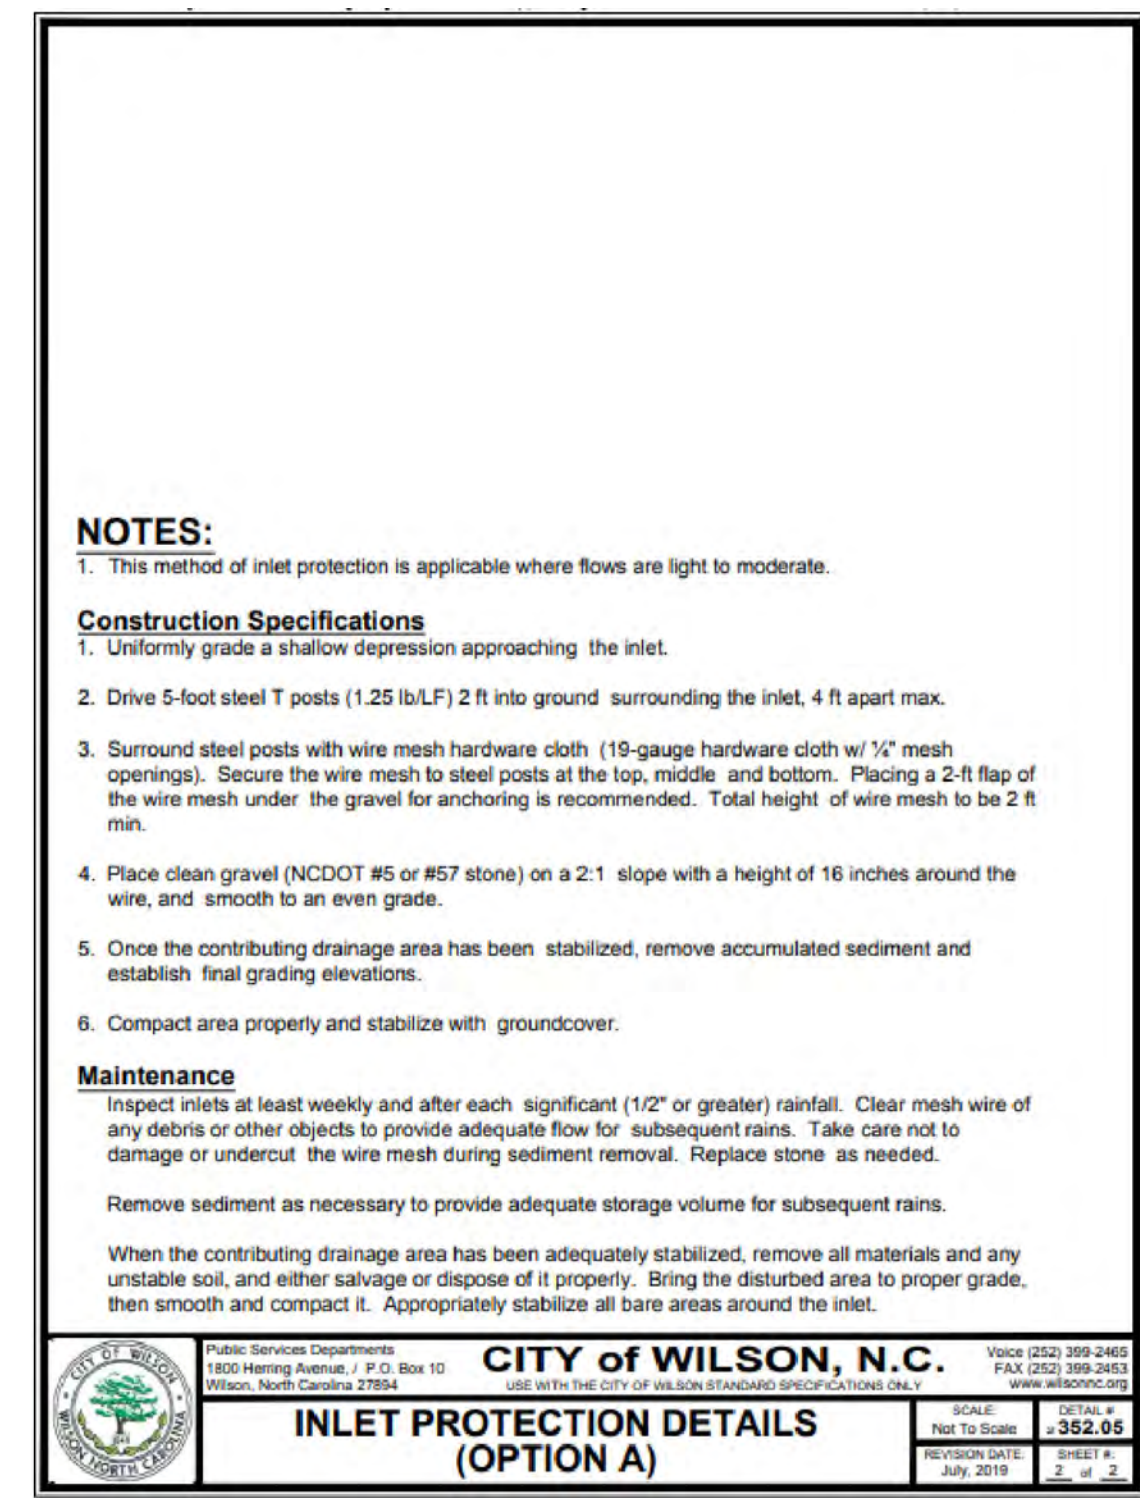 NOTES:
1. This method of inlet protection is applicable where flows are light to moderate.
Construction Specifications
1. Uniformly grade a shallow depression approaching the inlet.
2. Drive 5-foot steel T posts (1.25 lb/LF) 2 ft into ground surrounding the inlet, 4 ft apart max.
3. Surround steel posts with wire mesh hardware cloth (19-gauge hardware cloth w/ ¼" mesh
openings). Secure the wire mesh to steel posts at the top, middle and bottom. Placing a 2-ft flap of
the wire mesh under the gravel for anchoring is recommended. Total height of wire mesh to be 2 ft
min.
4. Place clean gravel (NCDOT #5 or #57 stone) on a 2:1 slope with a height of 16 inches around the
wire, and smooth to an even grade.
5. Once the contributing drainage area has been stabilized, remove accumulated sediment and
establish final grading elevations.
6. Compact area properly and stabilize with groundcover.
Maintenance
Inspect inlets at least weekly and after each significant (1/2" or greater) rainfall. Clear mesh wire of
any debris or other objects to provide adequate flow for subsequent rains. Take care not to
damage or undercut the wire mesh during sediment removal. Replace stone as needed.
Remove sediment as necessary to provide adequate storage volume for subsequent rains.
When the contributing drainage area has been adequately stabilized, remove all materials and any
unstable soil, and either salvage or dispose of it properly. Bring the disturbed area to proper grade,
then smooth and compact it. Appropriately stabilize all bare areas around the inlet.
CITY OF WILSON
WILSON NORTH CAROLINA
Public Services Departments
1800 Herring Avenue, / P.O. Box 10
Wilson, North Carolina 27894
CITY of WILSON, N.C.
USE WITH THE CITY OF WILSON STANDARD SPECIFICATIONS ONLY
Voice (252) 399-2465
FAX (252) 399-2453
www.wilsonnc.org
INLET PROTECTION DETAILS
(OPTION A)
SCALE:
Not To Scale
DETAIL #
352.05
REVISION DATE:
July, 2019
SHEET #:
2 of 2